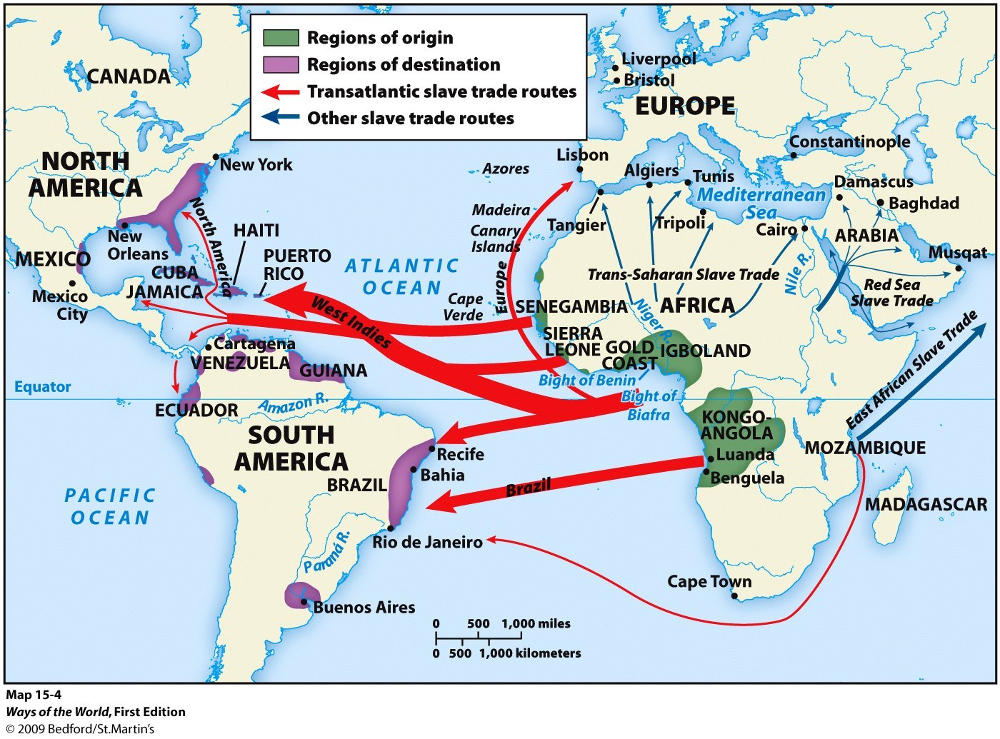 Regions of origin
Regions of destination
Transatlantic slave trade routes
Other slave trade routes
CANADA
Liverpool
Bristol
EUROPE
Constantinople
NORTH
AMERICA
New York
Lisbon
Azores
Algiers
Tunis
Mediterranean
Sea
Damascus
Baghdad
Madeira
Tangier
Tripoli
Cairo
ARABIA
New
Orleans
North America
HAITI
Canary
Islands
Musqat
MEXICO
CUBA
PUERTO
RICO
ATLANTIC
OCEAN
Europe
Trans-Saharan Slave Trade
Nile R.
Red Sea
Slave Trade
JAMAICA
Mexico
City
Cape
Verde
SENEGAMBIA
Niger R.
AFRICA
West Indies
SIERRA
LEONE
GOLD
COAST
IGBOLAND
Cartagena
VENEZUELA
GUIANA
East African Slave Trade
Equator
Bight of Benin
Bight of
Biafra
ECUADOR
Amazon R.
KONGO-
ANGOLA
SOUTH
AMERICA
Recife
Luanda
MOZAMBIQUE
Bahia
Benguela
BRAZIL
Brazil
PACIFIC
OCEAN
MADAGASCAR
Rio de Janeiro
Paraná R.
Cape Town
Buenos Aires
0 500 1,000 miles
0 500 1,000 kilometers
Map 15-4
Ways of the World, First Edition
© 2009 Bedford/St.Martin's